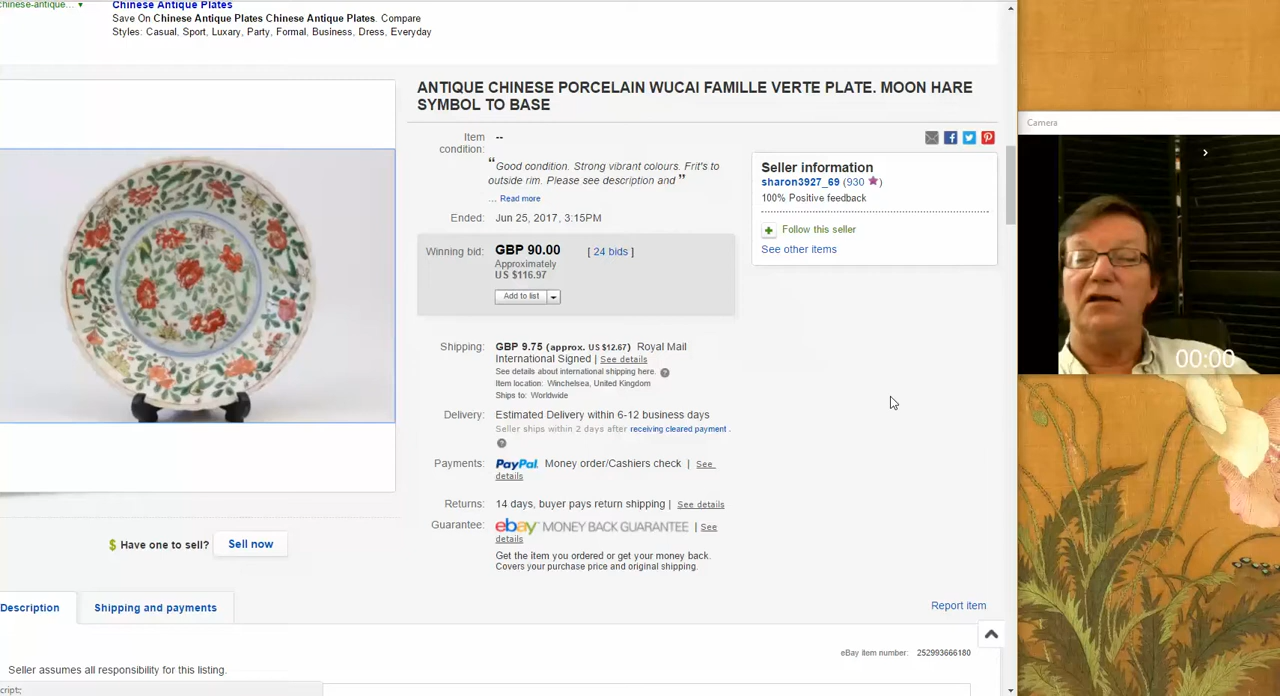 chinese-antique... ▾
Chinese Antique Plates
Save On Chinese Antique Plates Chinese Antique Plates. Compare
Styles: Casual, Sport, Luxary, Party, Formal, Business, Dress, Everyday
ANTIQUE CHINESE PORCELAIN WUCAI FAMILLE VERTE PLATE. MOON HARE
SYMBOL TO BASE
Item condition: --
“Good condition. Strong vibrant colours. Frit's to
outside rim. Please see description and ”
... Read more
Ended: Jun 25, 2017, 3:15PM
Winning bid: GBP 90.00 [ 24 bids ]
Approximately
US $116.97
Add to list
Shipping: GBP 9.75 (approx. US $12.67) Royal Mail
International Signed | See details
See details about international shipping here.
Item location: Winchelsea, United Kingdom
Ships to: Worldwide
Delivery: Estimated Delivery within 6-12 business days
Seller ships within 2 days after receiving cleared payment .
Payments: PayPal Money order/Cashiers check | See
details
Returns: 14 days, buyer pays return shipping | See details
Guarantee: ebay MONEY BACK GUARANTEE | See
details
Get the item you ordered or get your money back.
Covers your purchase price and original shipping.
Seller information
sharon3927_69 (930 ★)
100% Positive feedback
+ Follow this seller
See other items
Camera
00:00
$ Have one to sell? Sell now
Description
Shipping and payments
Report item
eBay item number: 252993666180
Seller assumes all responsibility for this listing.
script:;